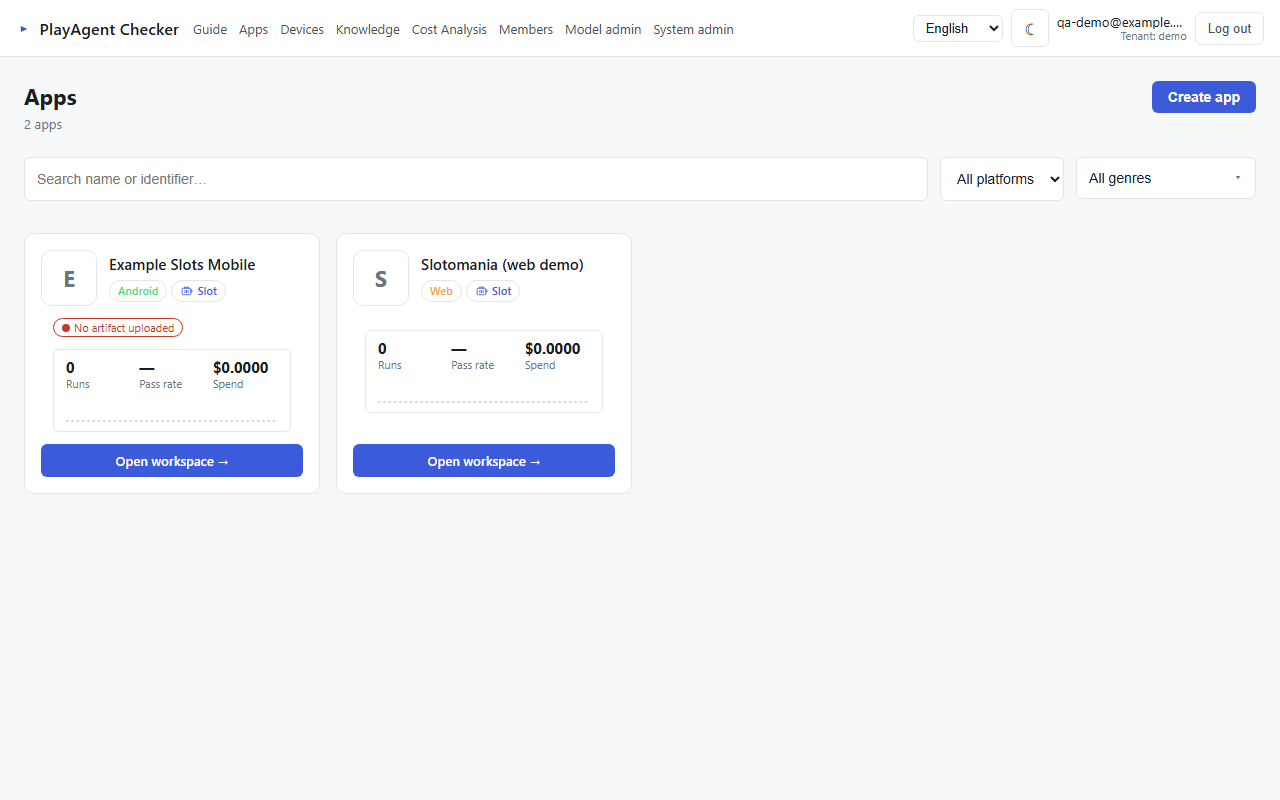 PlayAgent Checker
Guide
Apps
Devices
Knowledge
Cost Analysis
Members
Model admin
System admin
English
qa-demo@example....
Tenant: demo
Log out
Apps
2 apps
Create app
Search name or identifier…
All platforms
All genres
E
Example Slots Mobile
Android
Slot
No artifact uploaded
0
Runs
—
Pass rate
$0.0000
Spend
Open workspace →
S
Slotomania (web demo)
Web
Slot
0
Runs
—
Pass rate
$0.0000
Spend
Open workspace →